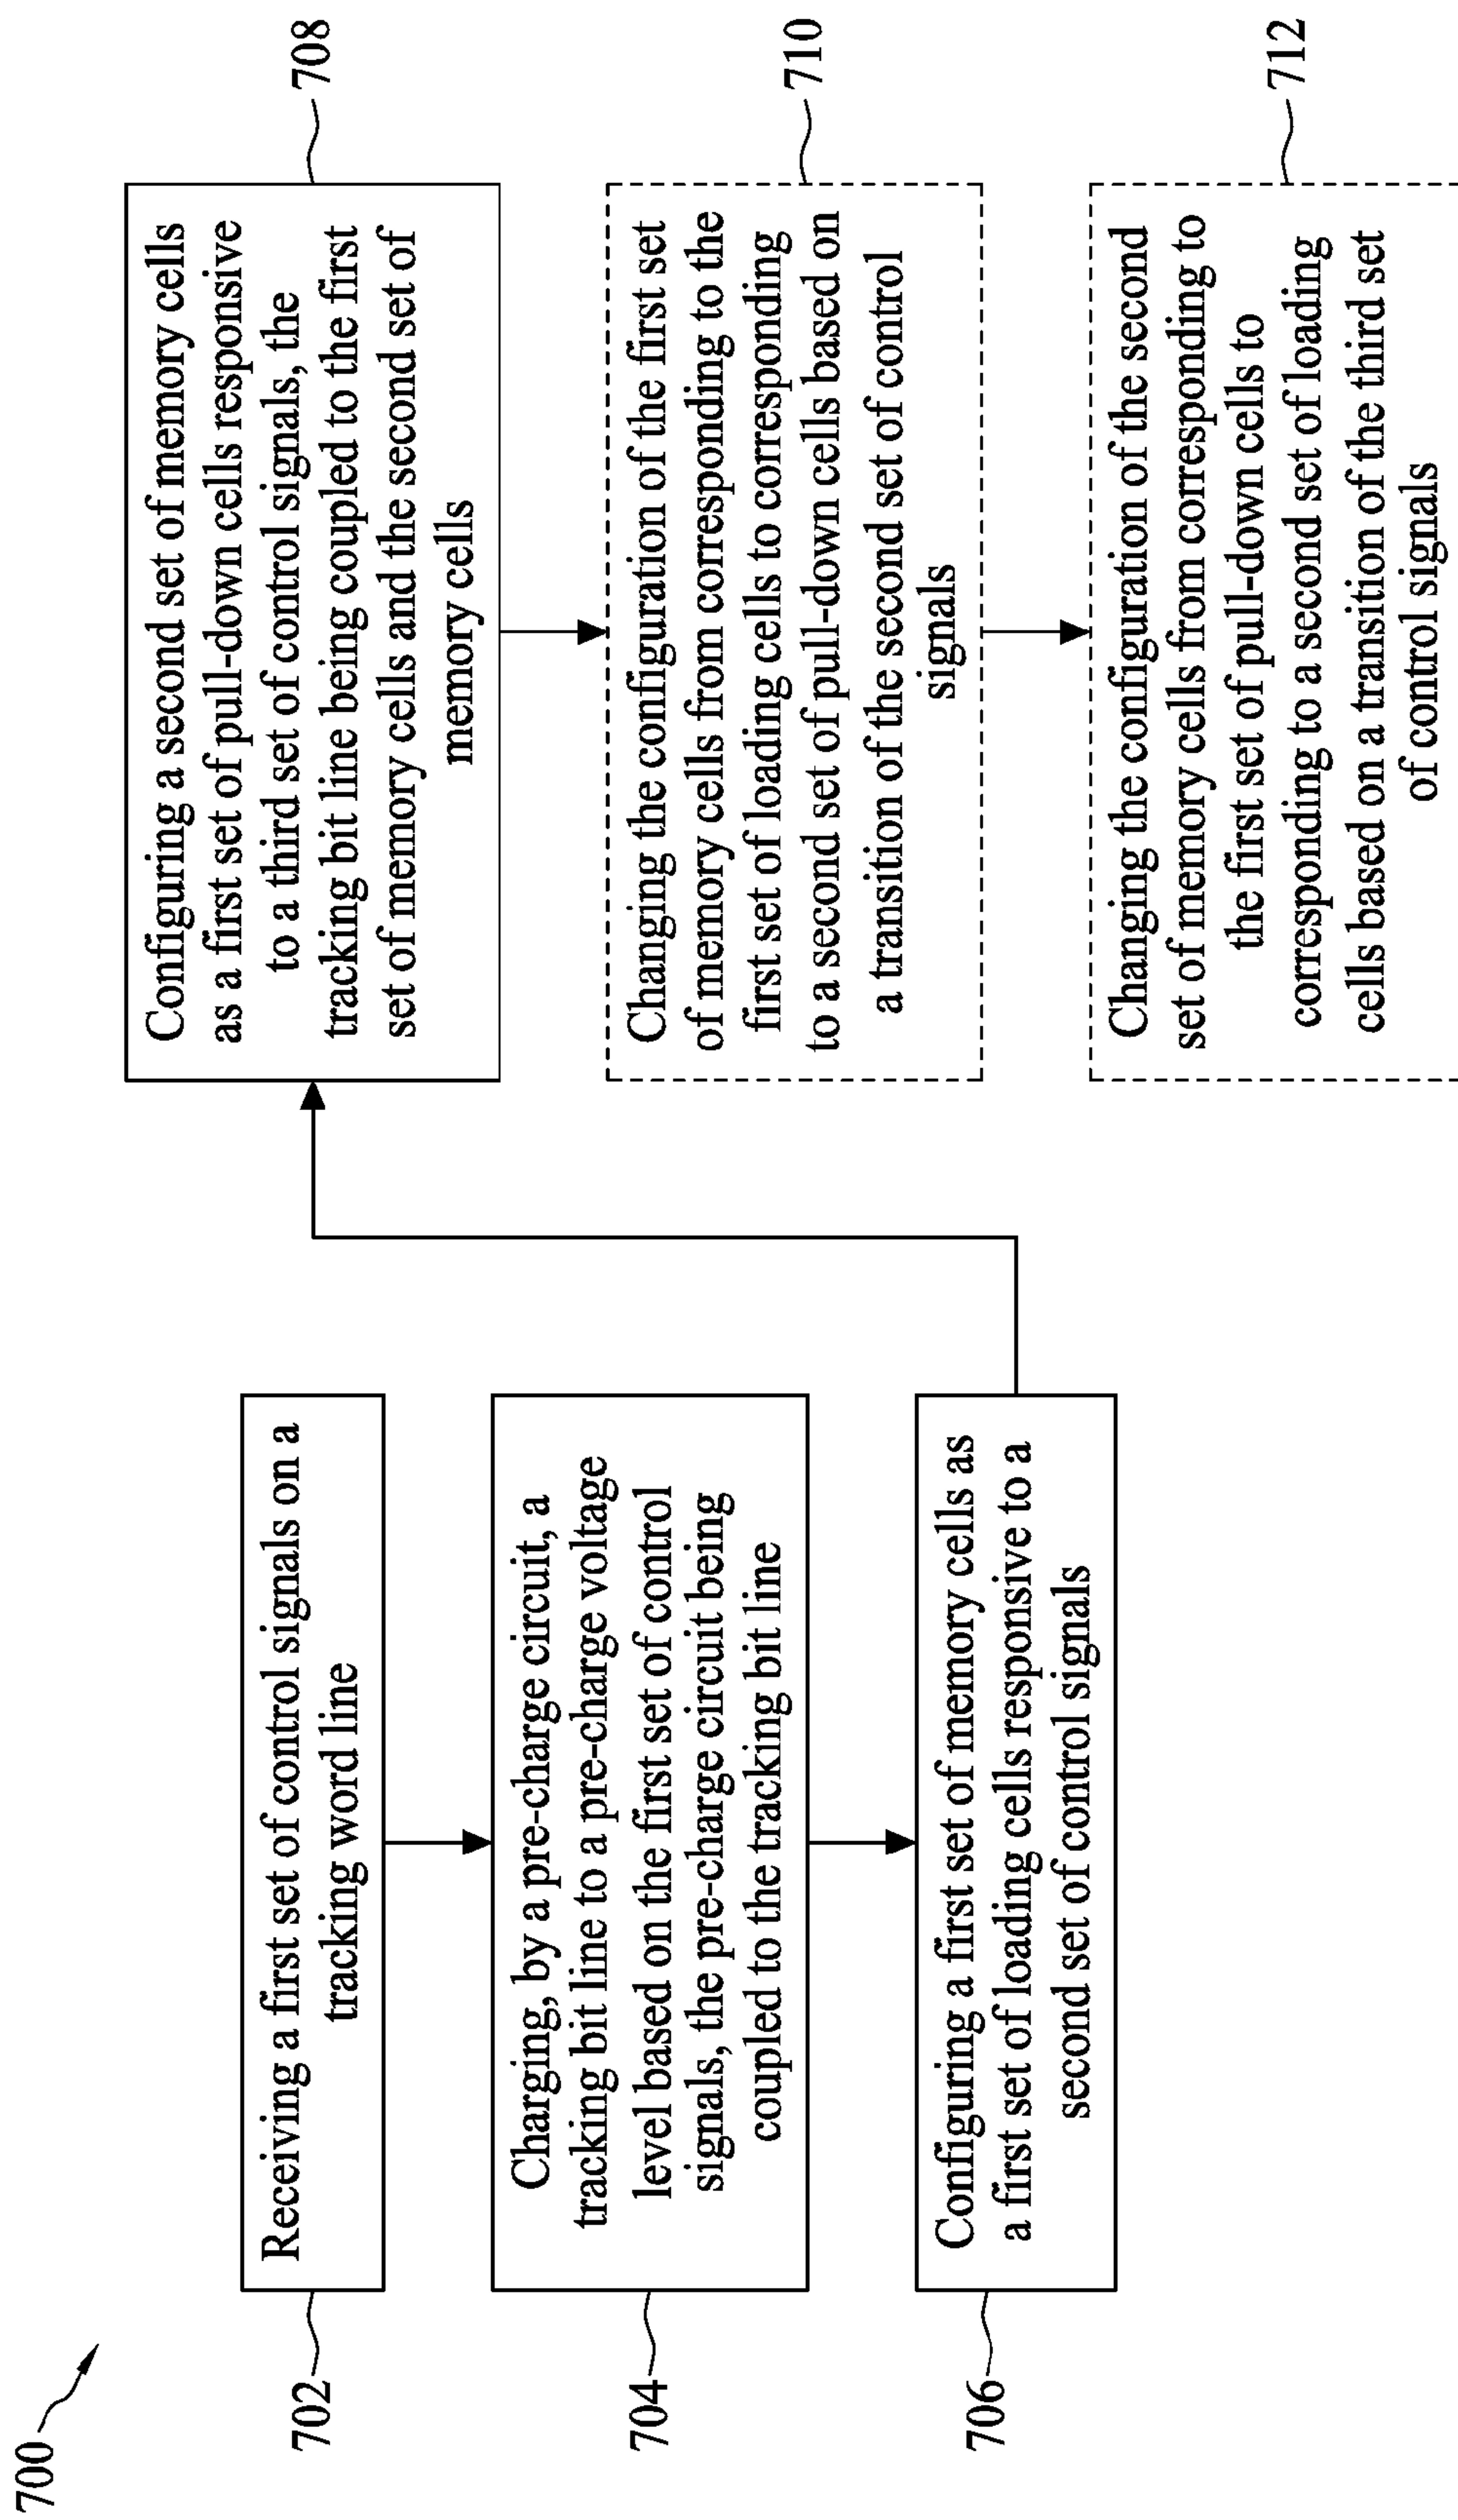 700
702
Receiving a first set of control signals on a
tracking word line
704
Charging, by a pre-charge circuit, a
tracking bit line to a pre-charge voltage
level based on the first set of control
signals, the pre-charge circuit being
coupled to the tracking bit line
706
Configuring a first set of memory cells as
a first set of loading cells responsive to a
second set of control signals
Configuring a second set of memory cells
as a first set of pull-down cells responsive
to a third set of control signals, the
tracking bit line being coupled to the first
set of memory cells and the second set of
memory cells
708
Changing the configuration of the first set
of memory cells from corresponding to the
first set of loading cells to corresponding
to a second set of pull-down cells based on
a transition of the second set of control
signals
710
Changing the configuration of the second
set of memory cells from corresponding to
the first set of pull-down cells to
corresponding to a second set of loading
cells based on a transition of the third set
of control signals
712